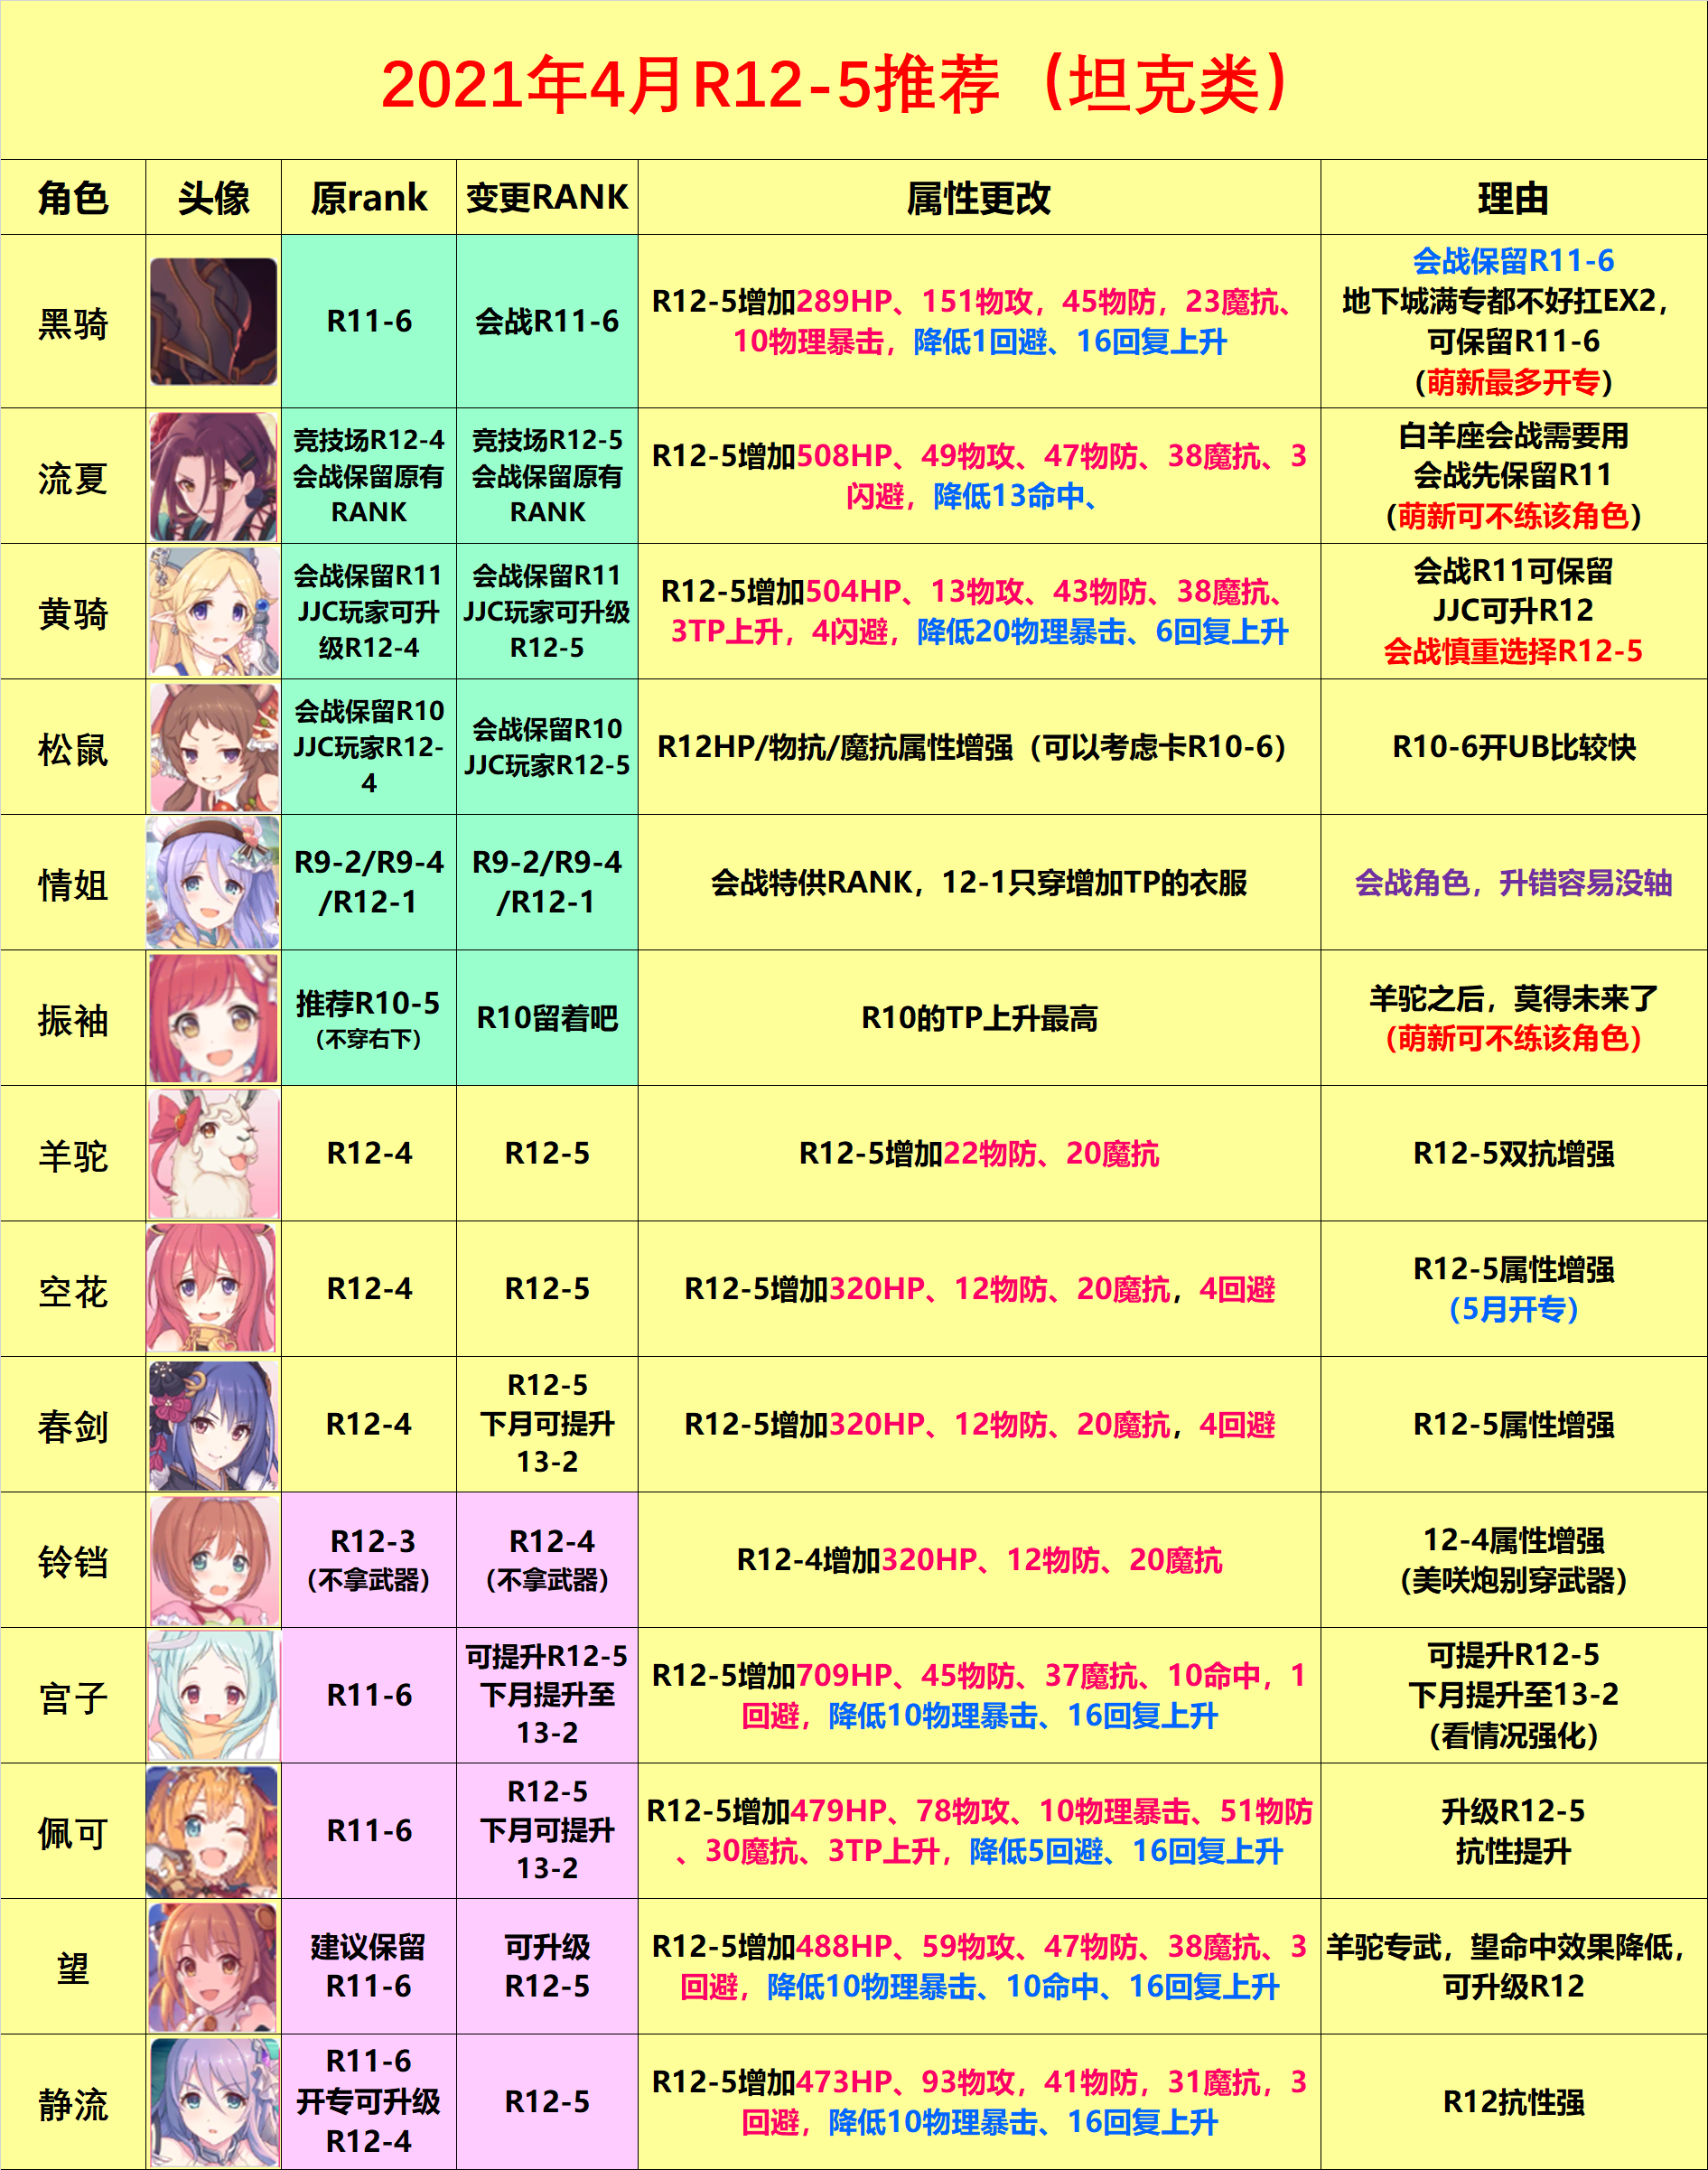 2021年4月R12-5推荐（坦克类）
角色
头像
原rank
变更RANK
属性更改
理由
黑骑
R11-6
会战R11-6
R12-5增加289HP、151物攻，45物防，23魔抗、
10物理暴击，降低1回避、16回复上升
会战保留R11-6
地下城满专都不好扛EX2，
可保留R11-6
（萌新最多开专）
流夏
竞技场R12-4
会战保留原有
RANK
竞技场R12-5
会战保留原有
RANK
R12-5增加508HP、49物攻、47物防、38魔抗、3
闪避，降低13命中、
白羊座会战需要用
会战先保留R11
（萌新可不练该角色）
黄骑
会战保留R11
JJC玩家可升
级R12-4
会战保留R11
JJC玩家可升级
R12-5
R12-5增加504HP、13物攻、43物防、38魔抗、
3TP上升，4闪避，降低20物理暴击、6回复上升
会战R11可保留
JJC可升R12
会战慎重选择R12-5
松鼠
会战保留R10
JJC玩家R12-
4
会战保留R10
JJC玩家R12-5
R12HP/物抗/魔抗属性增强（可以考虑卡R10-6）
R10-6开UB比较快
情姐
R9-2/R9-4
/R12-1
R9-2/R9-4
/R12-1
会战特供RANK，12-1只穿增加TP的衣服
会战角色，升错容易没轴
振袖
推荐R10-5
（不穿右下）
R10留着吧
R10的TP上升最高
羊驼之后，莫得未来了
（萌新可不练该角色）
羊驼
R12-4
R12-5
R12-5增加22物防、20魔抗
R12-5双抗增强
空花
R12-4
R12-5
R12-5增加320HP、12物防、20魔抗，4回避
R12-5属性增强
（5月开专）
春剑
R12-4
R12-5
下月可提升
13-2
R12-5增加320HP、12物防、20魔抗，4回避
R12-5属性增强
铃铛
R12-3
（不拿武器）
R12-4
（不拿武器）
R12-4增加320HP、12物防、20魔抗
12-4属性增强
（美咲炮别穿武器）
宫子
R11-6
可提升R12-5
下月提升至
13-2
R12-5增加709HP、45物防、37魔抗、10命中，1
回避，降低10物理暴击、16回复上升
可提升R12-5
下月提升至13-2
（看情况强化）
佩可
R11-6
R12-5
下月可提升
13-2
R12-5增加479HP、78物攻、10物理暴击、51物防
、30魔抗、3TP上升，降低5回避、16回复上升
升级R12-5
抗性提升
望
建议保留
R11-6
可升级
R12-5
R12-5增加488HP、59物攻、47物防、38魔抗、3
回避，降低10物理暴击、10命中、16回复上升
羊驼专武，望命中效果降低，
可升级R12
静流
R11-6
开专可升级
R12-4
R12-5
R12-5增加473HP、93物攻，41物防，31魔抗，3
回避，降低10物理暴击、16回复上升
R12抗性强